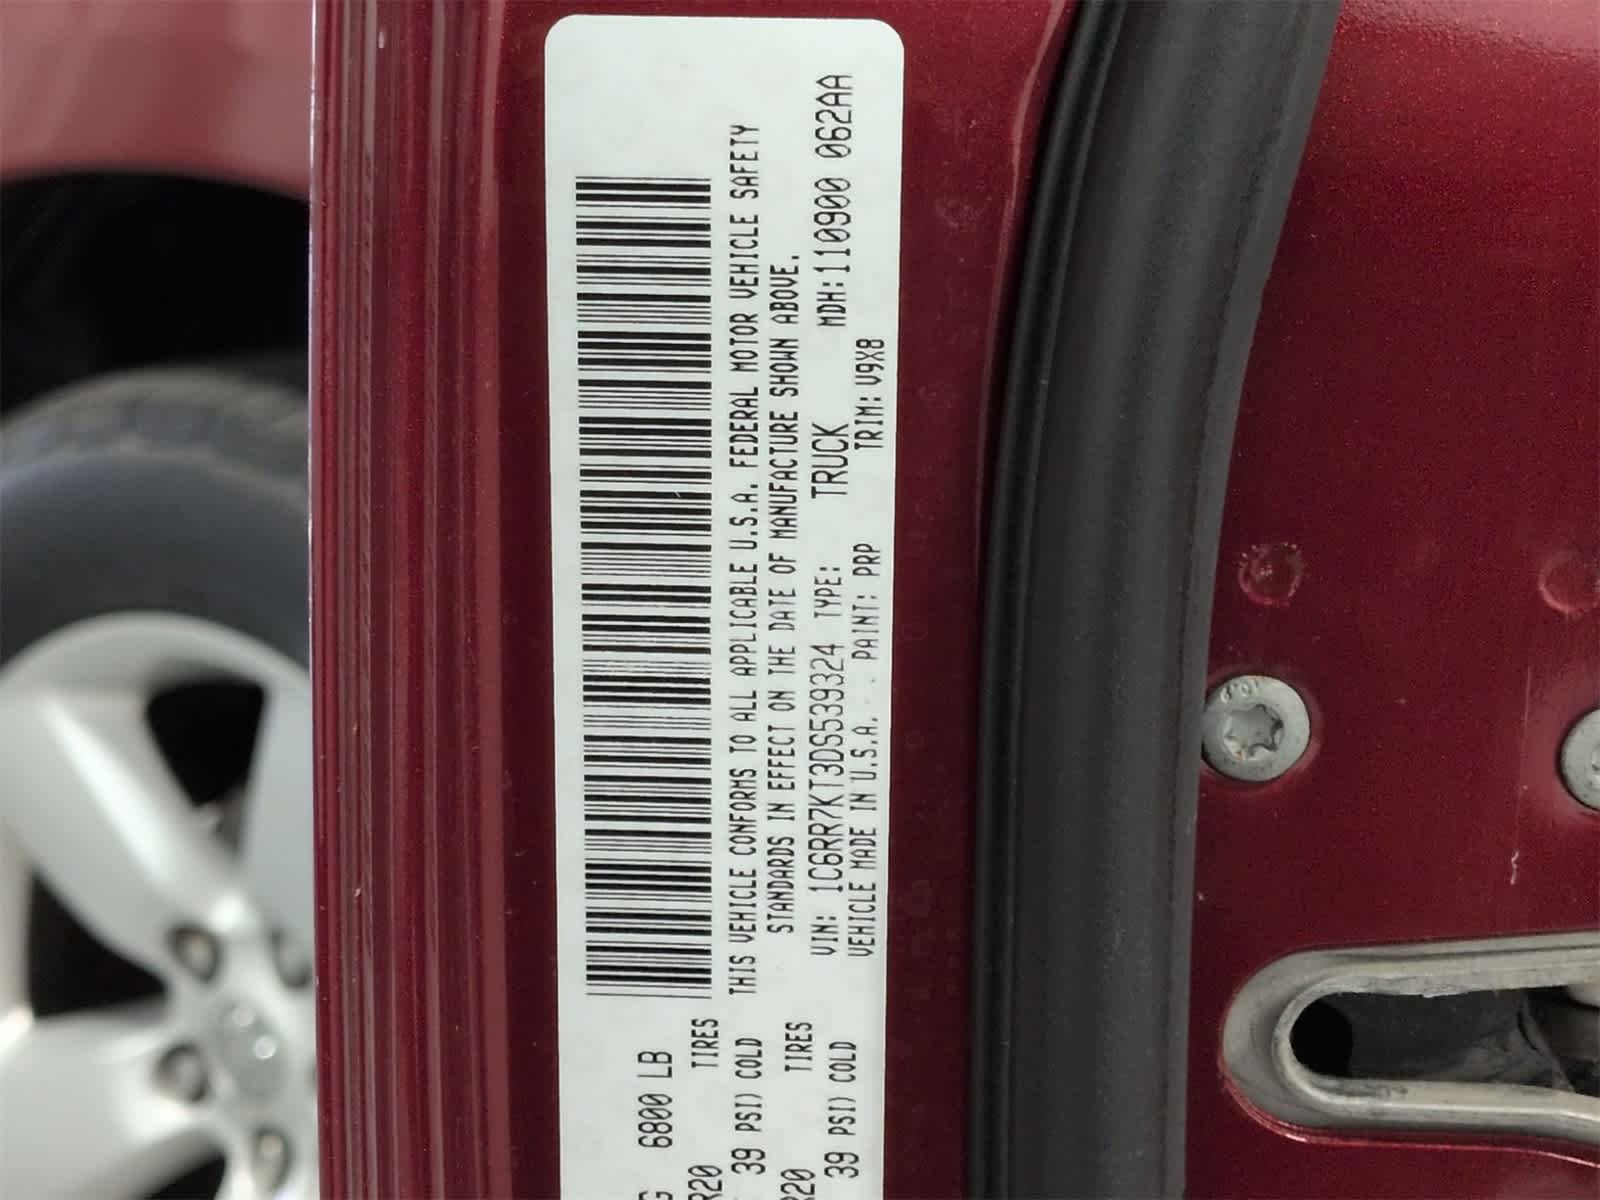 G 6800 LB
R20 TIRES
39 PSI) COLD
R20 TIRES
39 PSI) COLD
THIS VEHICLE CONFORMS TO ALL APPLICABLE U.S.A. FEDERAL MOTOR VEHICLE SAFETY
STANDARDS IN EFFECT ON THE DATE OF MANUFACTURE SHOWN ABOVE.
VIN: 1C6RR7KT3DS539324 TYPE: TRUCK MDH:110900 062AA
VEHICLE MADE IN U.S.A. PAINT: PRP TRIM: V9X8
10.9